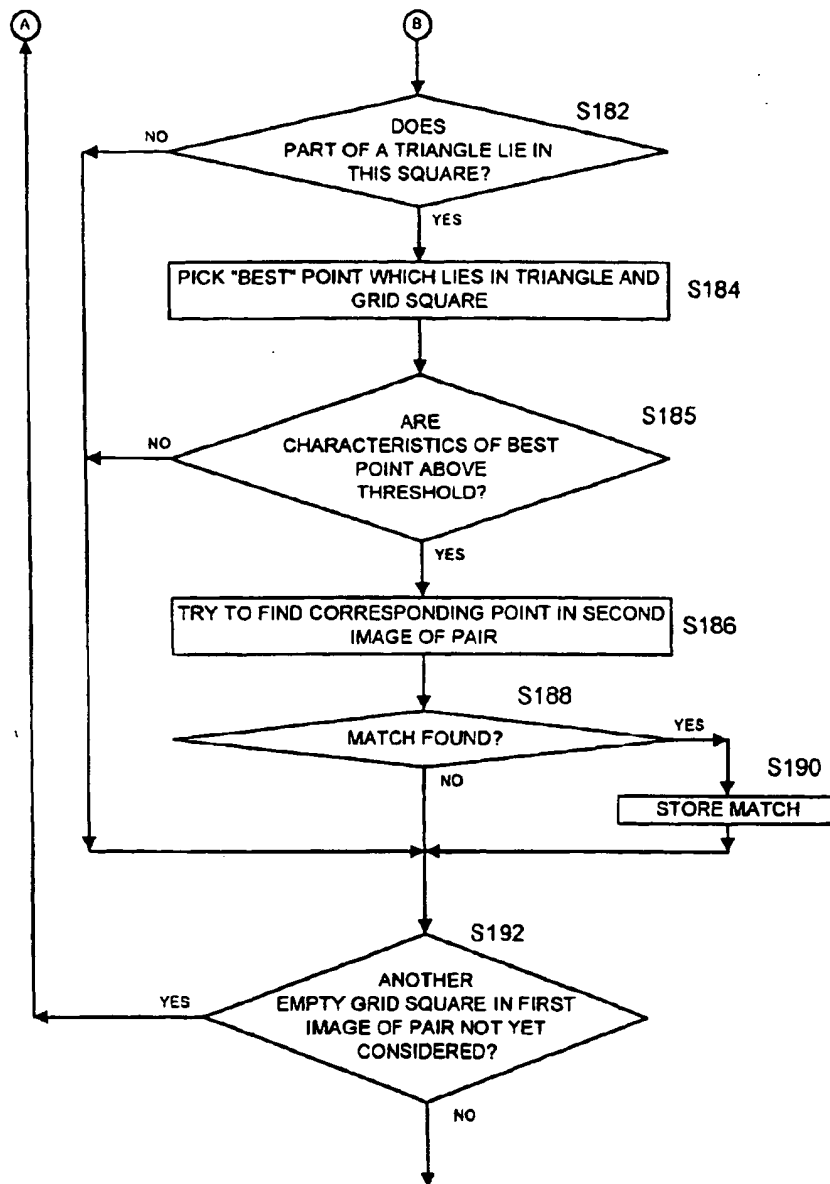 A
B
S182
DOES
PART OF A TRIANGLE LIE IN
THIS SQUARE?
NO
YES
PICK "BEST" POINT WHICH LIES IN TRIANGLE AND
GRID SQUARE
S184
S185
ARE
CHARACTERISTICS OF BEST
POINT ABOVE
THRESHOLD?
NO
YES
TRY TO FIND CORRESPONDING POINT IN SECOND
IMAGE OF PAIR
S186
S188
MATCH FOUND?
YES
NO
S190
STORE MATCH
S192
ANOTHER
EMPTY GRID SQUARE IN FIRST
IMAGE OF PAIR NOT YET
CONSIDERED?
YES
NO